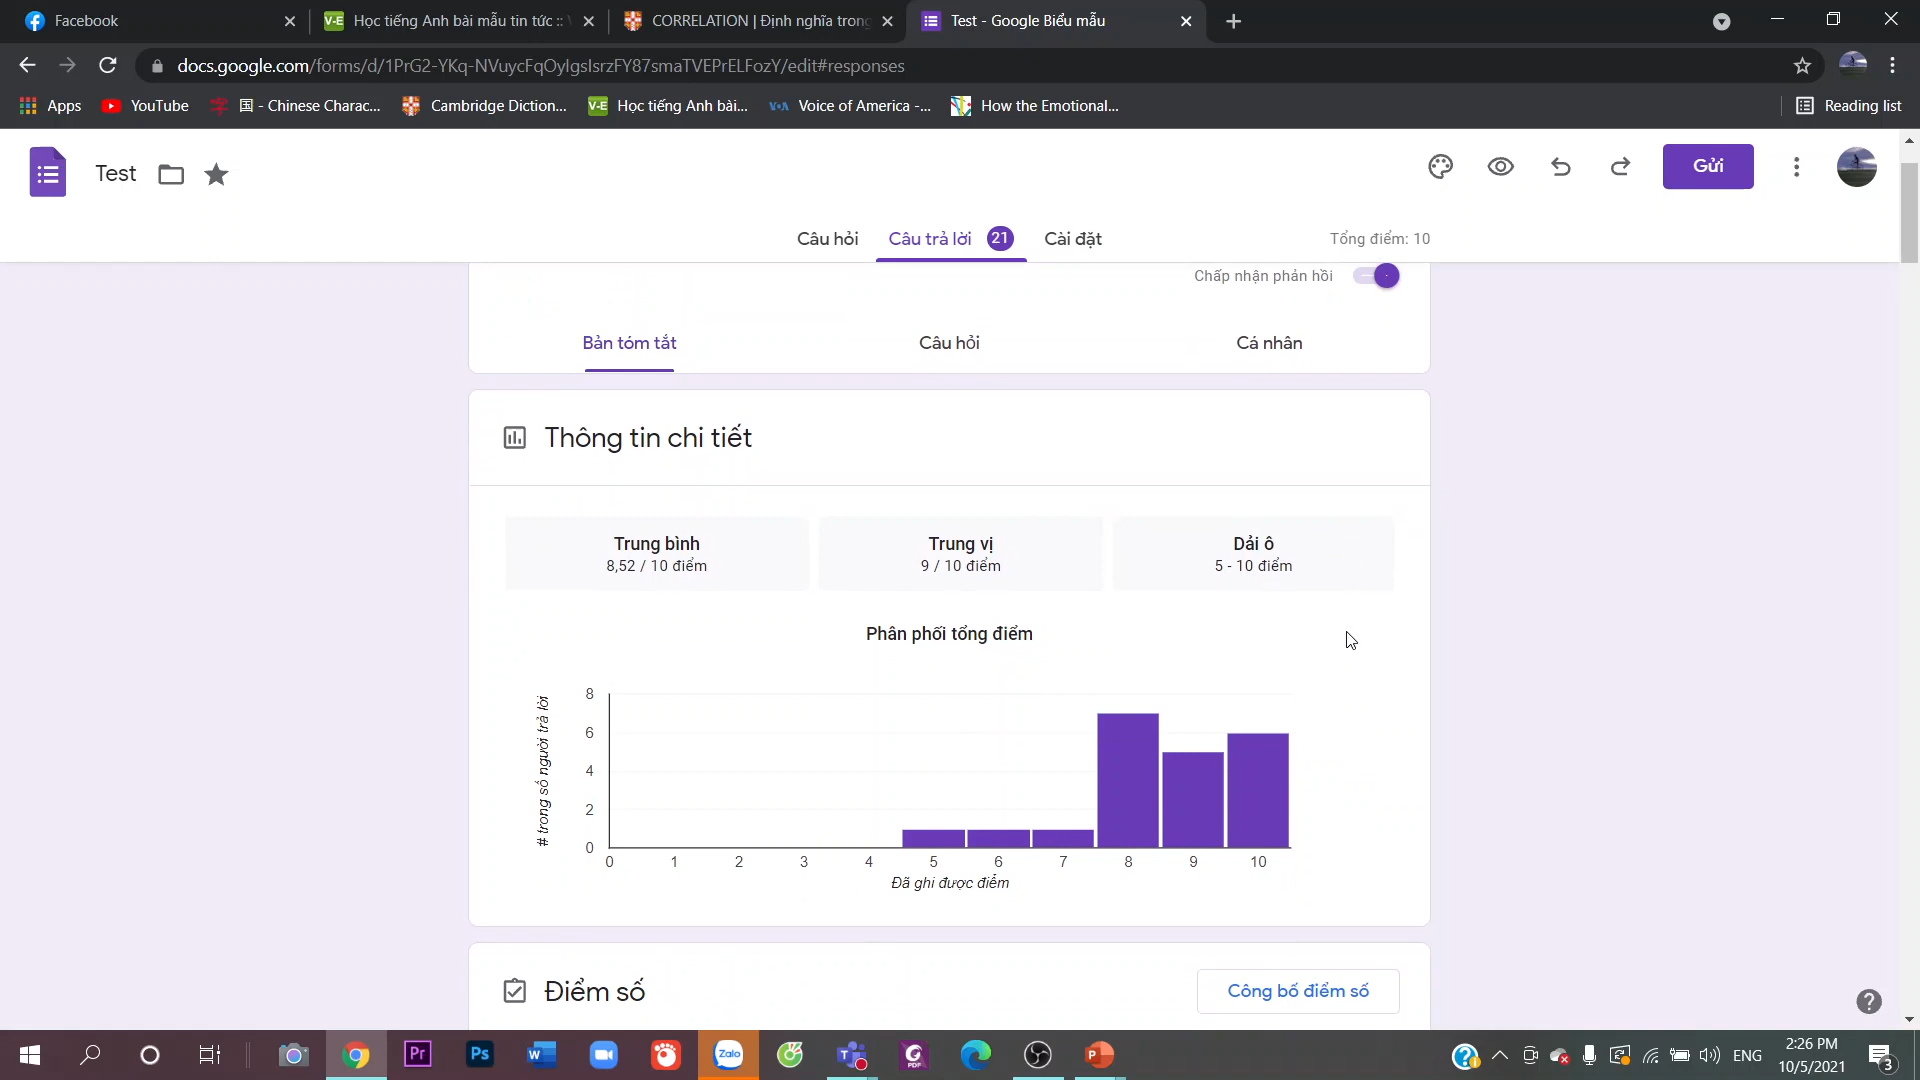 Facebook
Học tiếng Anh bài mẫu tin tức ::
CORRELATION | Định nghĩa trong
Test - Google Biểu mẫu
docs.google.com/forms/d/1PrG2-YKq-NVuycFqOylgsIsrzFY87smaTVEPrELFozY/edit#responses
Apps
YouTube
国 - Chinese Charac...
Cambridge Diction...
Học tiếng Anh bài...
Voice of America -...
How the Emotional...
Reading list
Test
Gửi
Câu hỏi
Câu trả lời 21
Cài đặt
Tổng điểm: 10
Chấp nhận phản hồi
Bản tóm tắt
Câu hỏi
Cá nhân
Thông tin chi tiết
Trung bình
8,52 / 10 điểm
Trung vị
9 / 10 điểm
Dải ô
5 - 10 điểm
Phân phối tổng điểm
# trong số người trả lời
8
6
4
2
0
0 1 2 3 4 5 6 7 8 9 10
Đã ghi được điểm
Điểm số
Công bố điểm số
ENG
2:26 PM
10/5/2021
3